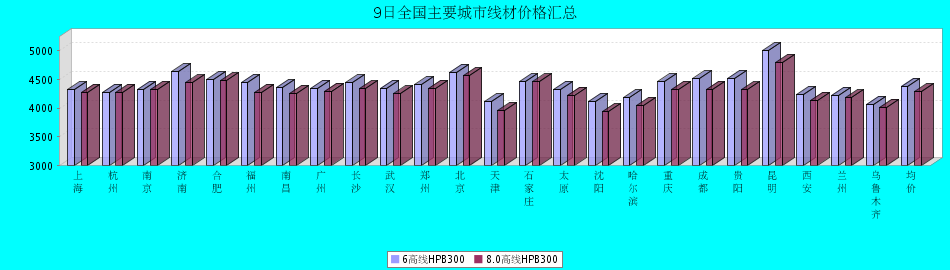 9日全国主要城市线材价格汇总
5000
4500
4000
3500
3000
上海 杭州 南京 济南 合肥 福州 南昌 广州 长沙 武汉 郑州 北京 天津 石家庄 太原 沈阳 哈尔滨 重庆 成都 贵阳 昆明 西安 兰州 乌鲁木齐 均价
6高线HPB300 8.0高线HPB300